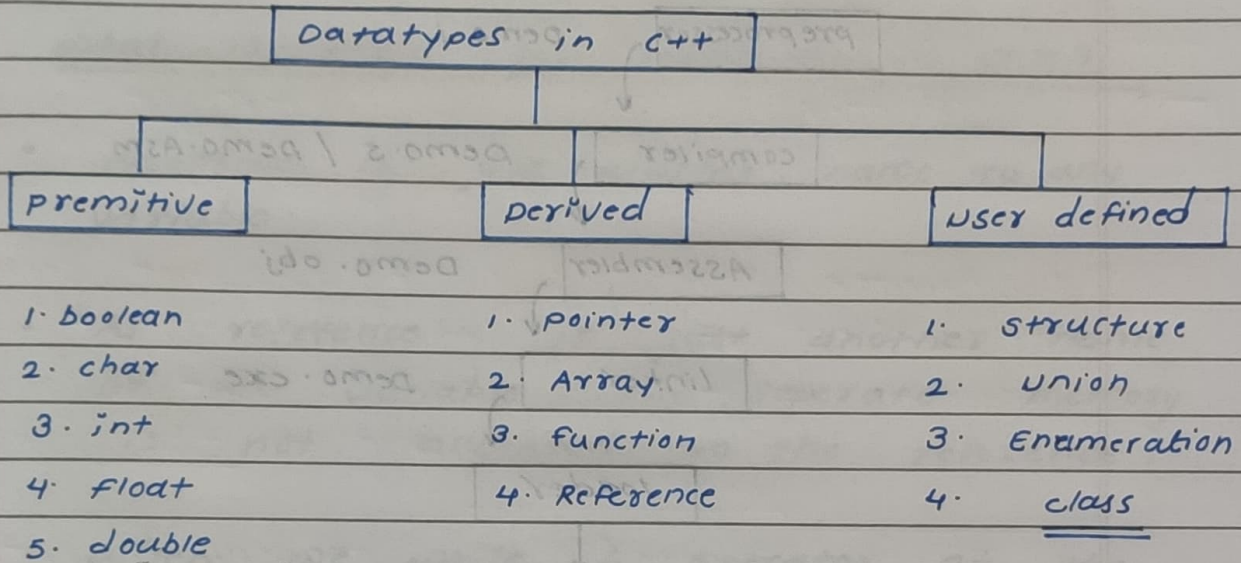 Datatypes in C++
premitive
Derived
user defined
1. boolean
2. char
3. int
4. float
5. double
1. pointer
2. Array
3. function
4. Reference
1. structure
2. union
3. Enumeration
4. class